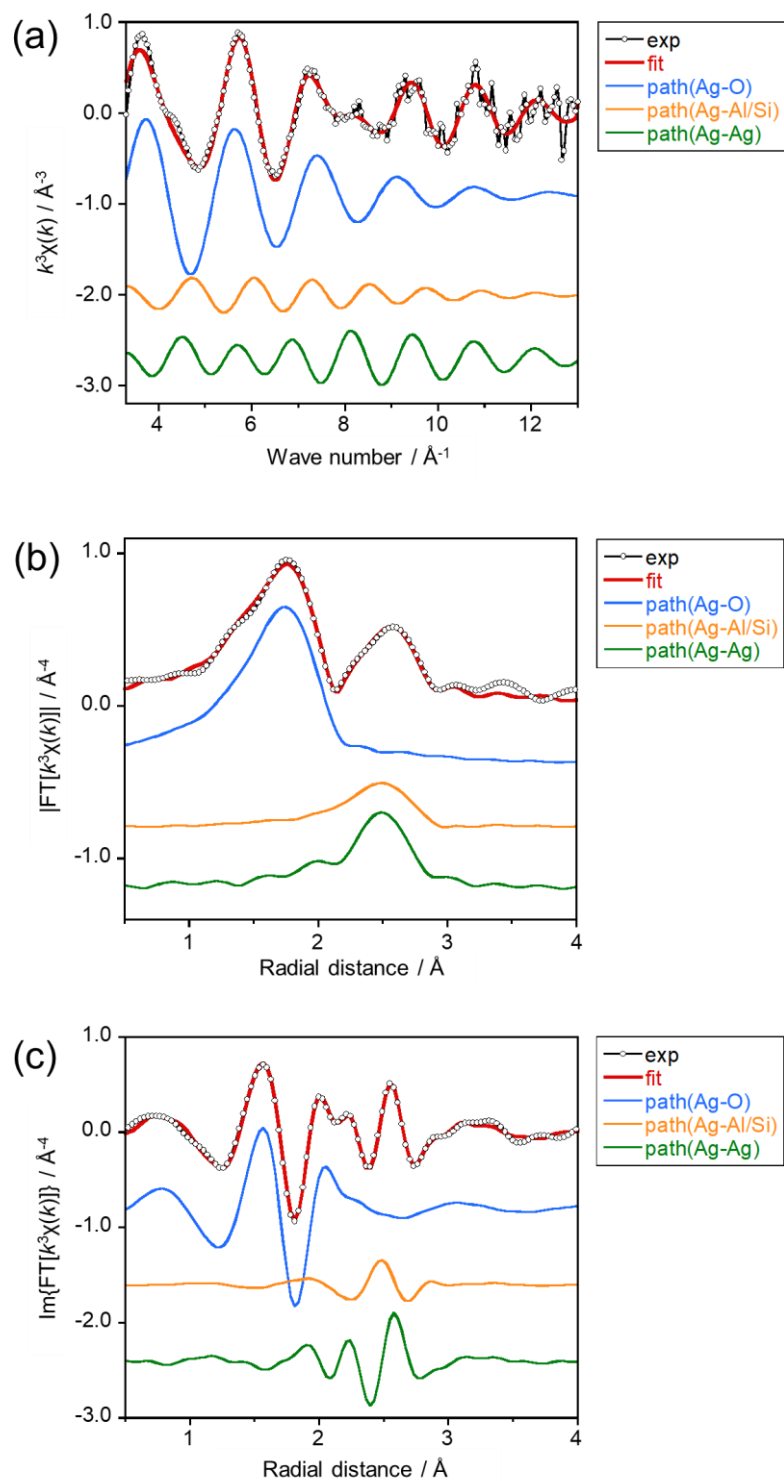 (a)
1.0
0.0
-1.0
-2.0
-3.0
k³χ(k) / Å-3
4
6
8
10
12
Wave number / Å-1
exp
fit
path(Ag-O)
path(Ag-Al/Si)
path(Ag-Ag)
(b)
1.0
0.0
-1.0
|FT[k³χ(k)]| / Å-4
1
2
3
4
Radial distance / Å
exp
fit
path(Ag-O)
path(Ag-Al/Si)
path(Ag-Ag)
(c)
1.0
0.0
-1.0
-2.0
-3.0
Im{FT[k³χ(k)]} / Å-4
1
2
3
4
Radial distance / Å
exp
fit
path(Ag-O)
path(Ag-Al/Si)
path(Ag-Ag)